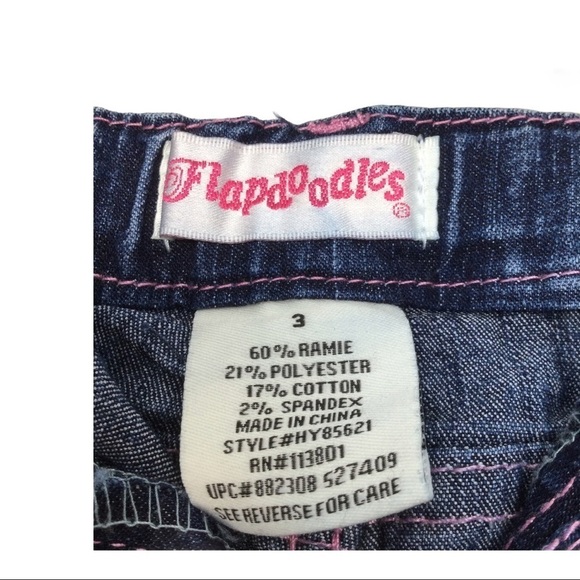 Flapdoodles ®
3
60% RAMIE
21% POLYESTER
17% COTTON
2% SPANDEX
MADE IN CHINA
STYLE#HY85621
RN#113801
UPC#882308 527409
SEE REVERSE FOR CARE